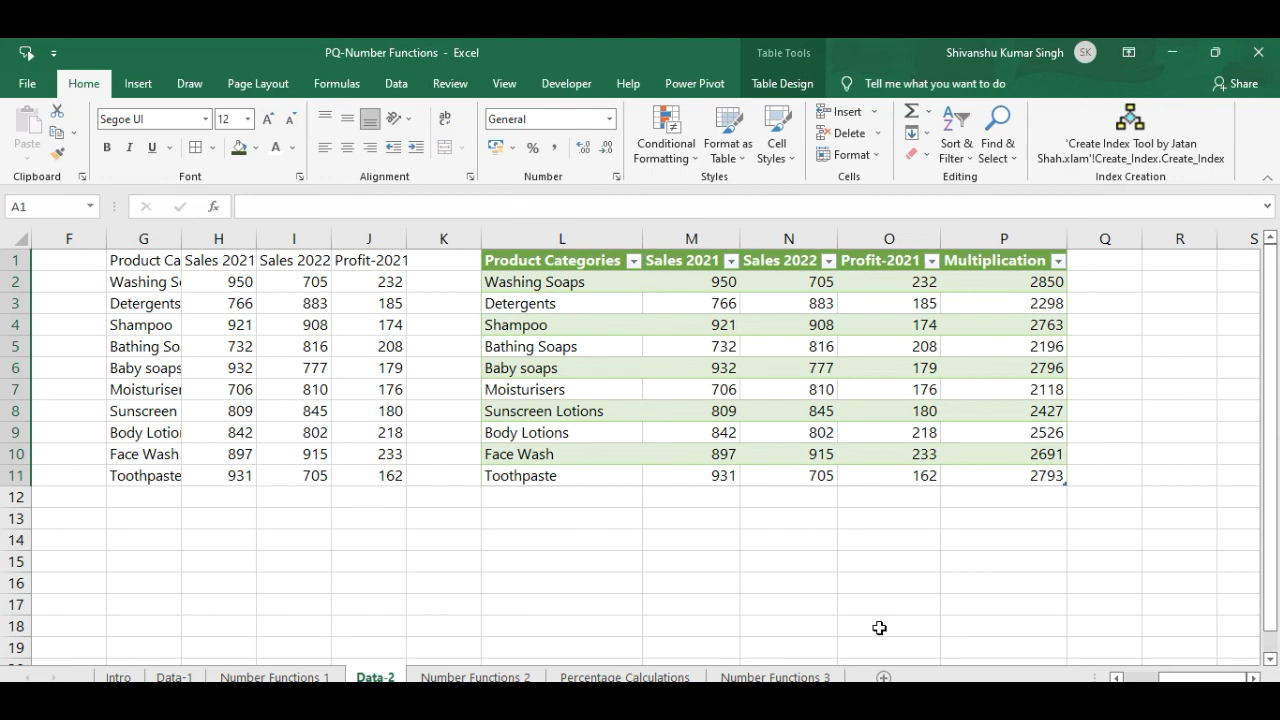 PQ-Number Functions - Excel
Table Tools
Shivanshu Kumar Singh SK
File Home Insert Draw Page Layout Formulas Data Review View Developer Help Power Pivot Table Design Tell me what you want to do Share
Paste
Segoe UI 12
B I U
General
Conditional Formatting
Format as Table
Cell Styles
Insert
Delete
Format
Sort & Filter
Find & Select
'Create Index Tool by Jatan Shah.xlam'!Create_Index.Create_Index
Clipboard Font Alignment Number Styles Cells Editing Index Creation
A1 fx
F G H I J K L M N O P Q R S
1 Product Ca Sales 2021 Sales 2022 Profit-2021 Product Categories Sales 2021 Sales 2022 Profit-2021 Multiplication
2 Washing So 950 705 232 Washing Soaps 950 705 232 2850
3 Detergents 766 883 185 Detergents 766 883 185 2298
4 Shampoo 921 908 174 Shampoo 921 908 174 2763
5 Bathing So 732 816 208 Bathing Soaps 732 816 208 2196
6 Baby soaps 932 777 179 Baby soaps 932 777 179 2796
7 Moisturiser 706 810 176 Moisturisers 706 810 176 2118
8 Sunscreen 809 845 180 Sunscreen Lotions 809 845 180 2427
9 Body Lotion 842 802 218 Body Lotions 842 802 218 2526
10 Face Wash 897 915 233 Face Wash 897 915 233 2691
11 Toothpaste 931 705 162 Toothpaste 931 705 162 2793
12
13
14
15
16
17
18
19
Intro Data-1 Number Functions 1 Data-2 Number Functions 2 Percentage Calculations Number Functions 3